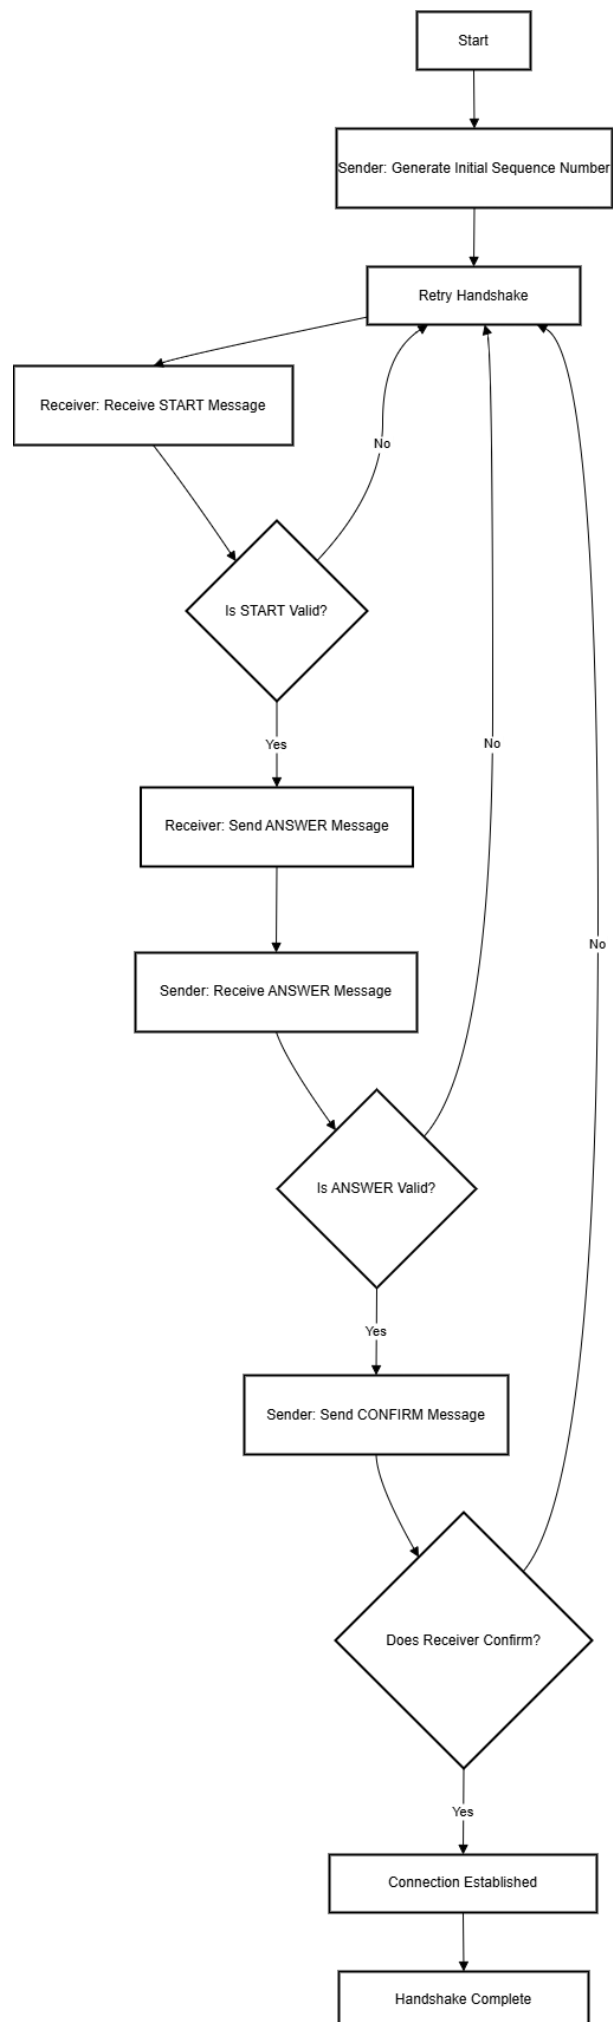 Start
Sender: Generate Initial Sequence Number
Retry Handshake
Receiver: Receive START Message
No
Is START Valid?
Yes
No
Receiver: Send ANSWER Message
No
Sender: Receive ANSWER Message
Is ANSWER Valid?
Yes
Sender: Send CONFIRM Message
Does Receiver Confirm?
Yes
Connection Established
Handshake Complete